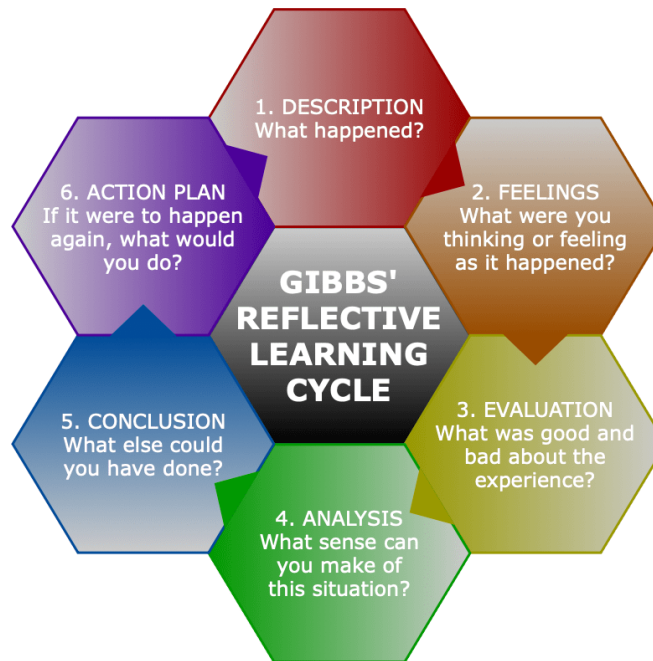 1. DESCRIPTION
What happened?
2. FEELINGS
What were you
thinking or feeling
as it happened?
3. EVALUATION
What was good and
bad about the
experience?
4. ANALYSIS
What sense can
you make of
this situation?
5. CONCLUSION
What else could
you have done?
6. ACTION PLAN
If it were to happen
again, what would
you do?
GIBBS'
REFLECTIVE
LEARNING
CYCLE